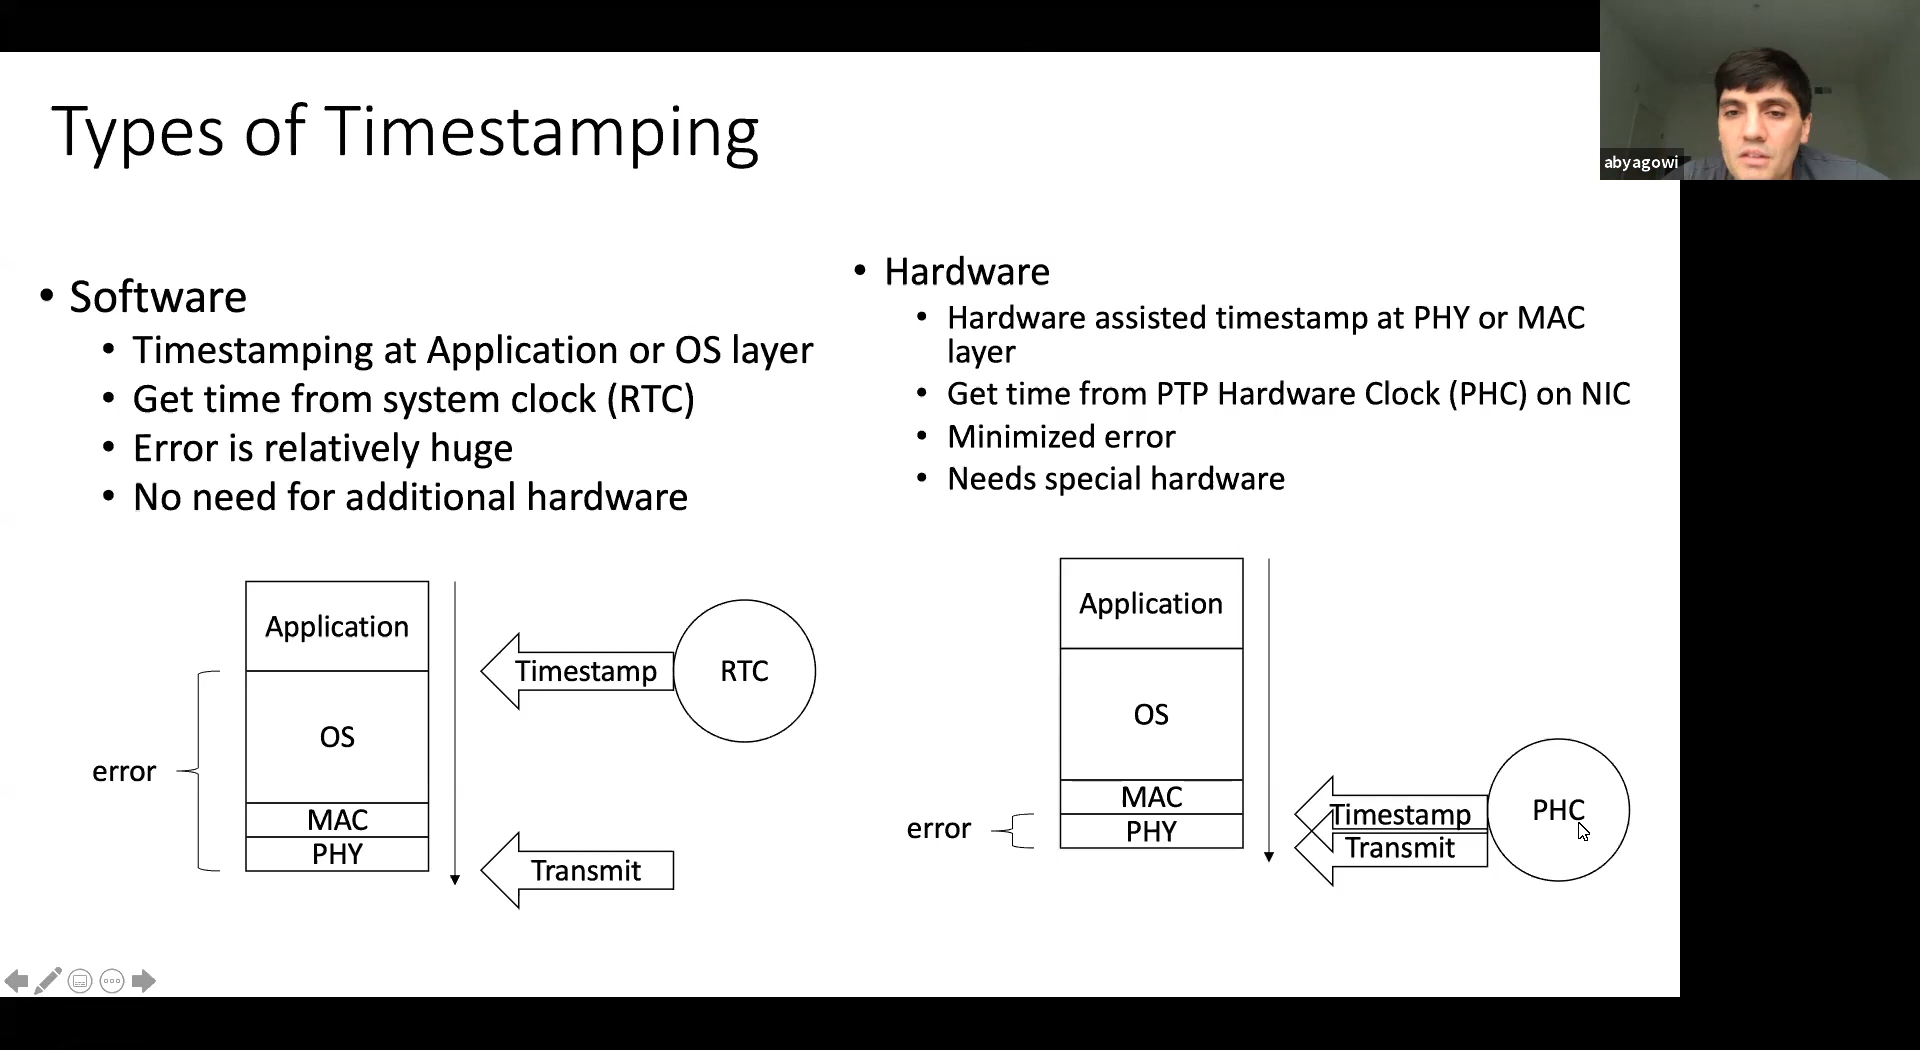 Types of Timestamping
abyagowi
• Software
• Timestamping at Application or OS layer
• Get time from system clock (RTC)
• Error is relatively huge
• No need for additional hardware
• Hardware
• Hardware assisted timestamp at PHY or MAC
layer
• Get time from PTP Hardware Clock (PHC) on NIC
• Minimized error
• Needs special hardware
Application
OS
MAC
PHY
error
Timestamp
RTC
Transmit
Application
OS
MAC
PHY
error
Timestamp
Transmit
PHC